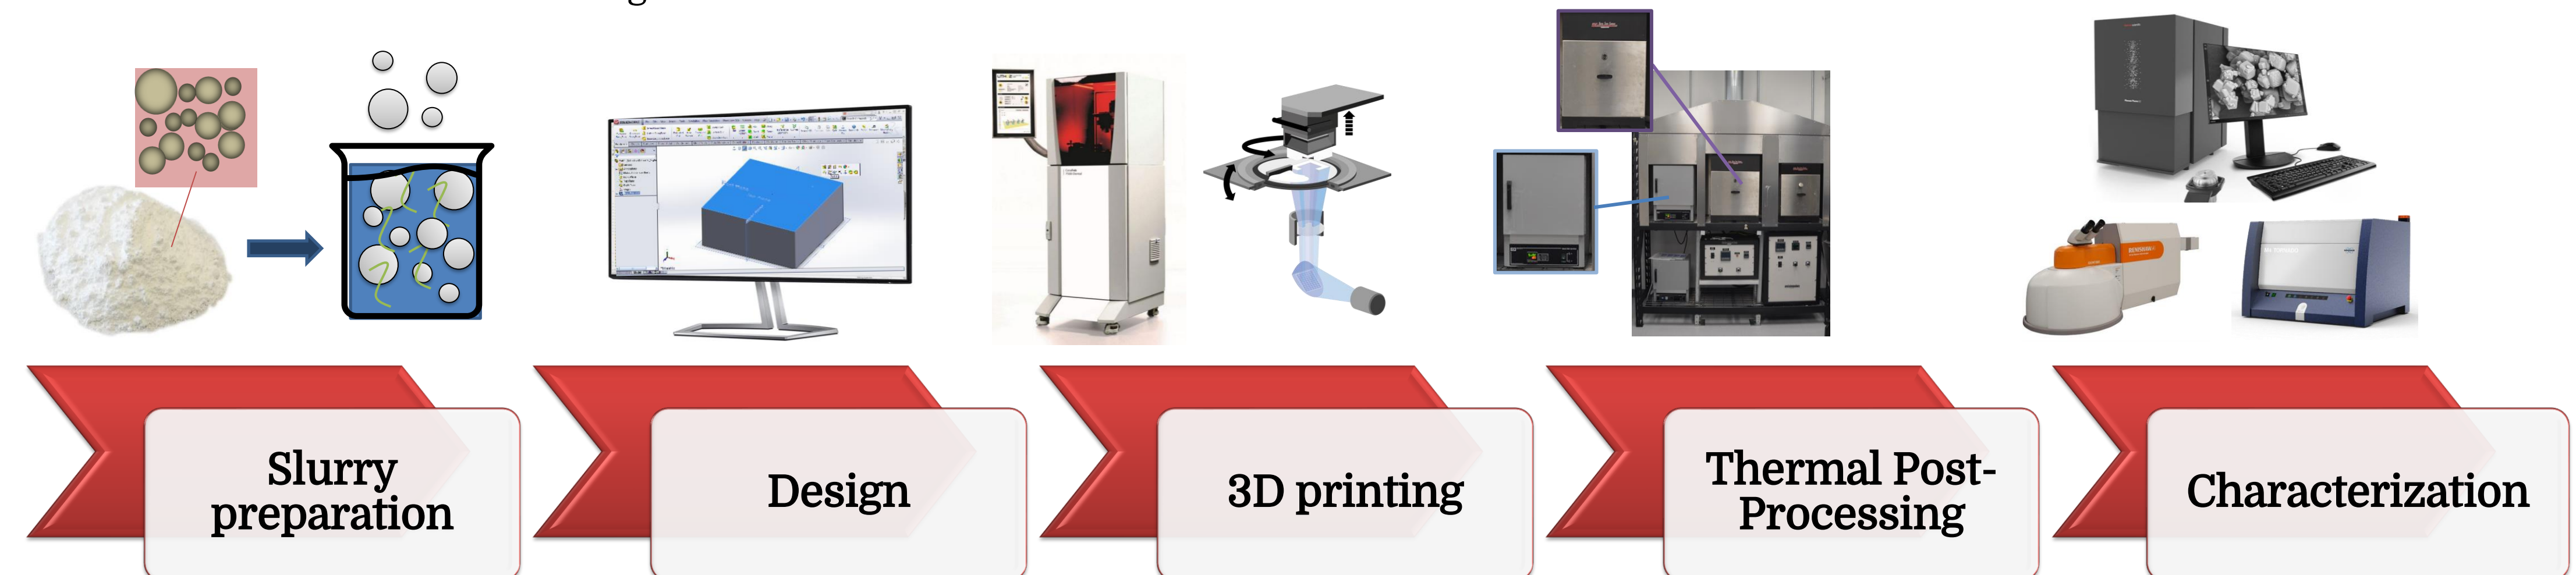 Slurry
preparation
Design
3D printing
Thermal Post-
Processing
Characterization